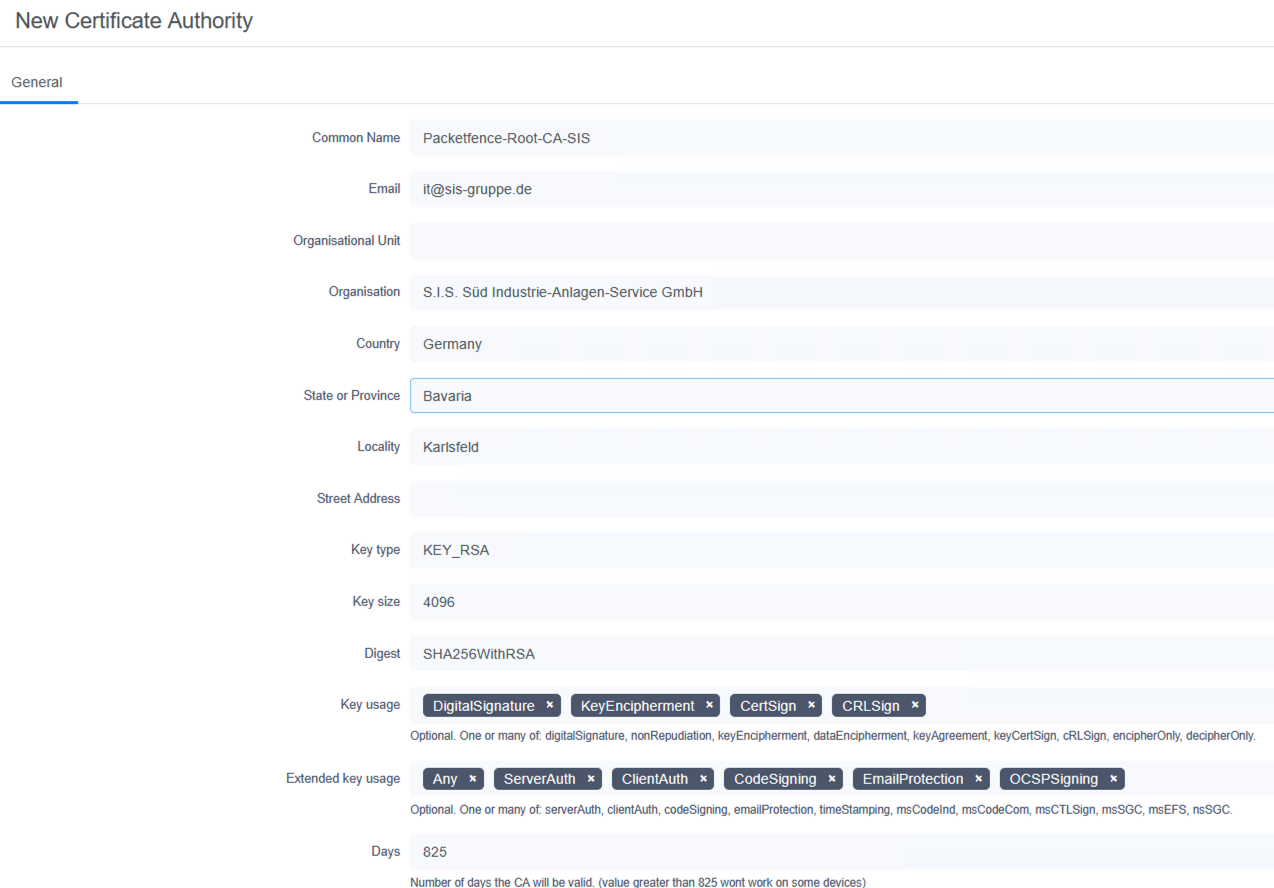 New Certificate Authority
General
Common Name Packetfence-Root-CA-SIS
Email it@sis-gruppe.de
Organisational Unit
Organisation S.I.S. Süd Industrie-Anlagen-Service GmbH
Country Germany
State or Province Bavaria
Locality Karlsfeld
Street Address
Key type KEY_RSA
Key size 4096
Digest SHA256WithRSA
Key usage DigitalSignature × KeyEncipherment × CertSign × CRLSign ×
Optional. One or many of: digitalSignature, nonRepudiation, keyEncipherment, dataEncipherment, keyAgreement, keyCertSign, cRLSign, encipherOnly, decipherOnly.
Extended key usage Any × ServerAuth × ClientAuth × CodeSigning × EmailProtection × OCSPSigning ×
Optional. One or many of: serverAuth, clientAuth, codeSigning, emailProtection, timeStamping, msCodeInd, msCodeCom, msCTLSign, msSGC, msEFS, nsSGC.
Days 825
Number of days the CA will be valid. (value greater than 825 wont work on some devices)